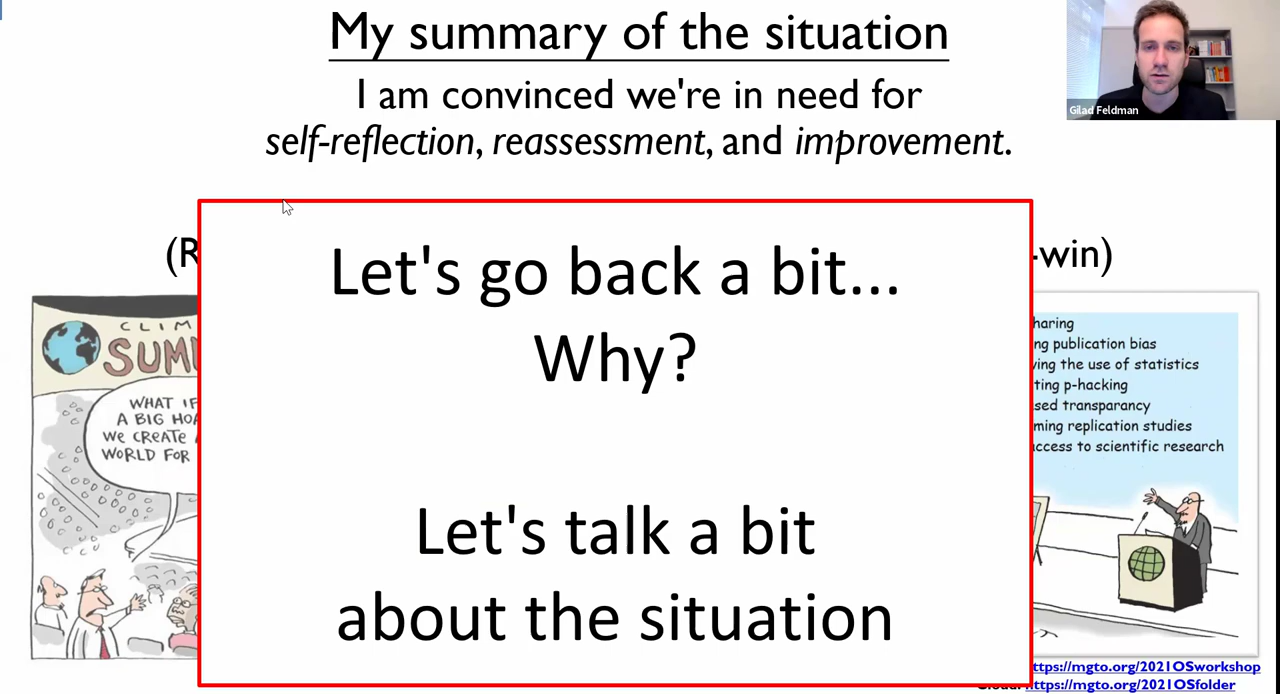 My summary of the situation
I am convinced we're in need for
self-reflection, reassessment, and improvement.
Gilad Feldman
(R
-win)
Let's go back a bit...
Why?
Let's talk a bit
about the situation
CLIM
SUM
WHAT IF
A BIG HOA
WE CREATE
WORLD FOR
haring
ng publication bias
ving the use of statistics
ting p-hacking
sed transparancy
ming replication studies
access to scientific research
https://mgto.org/2021OSworkshop
https://mgto.org/2021OSfolder